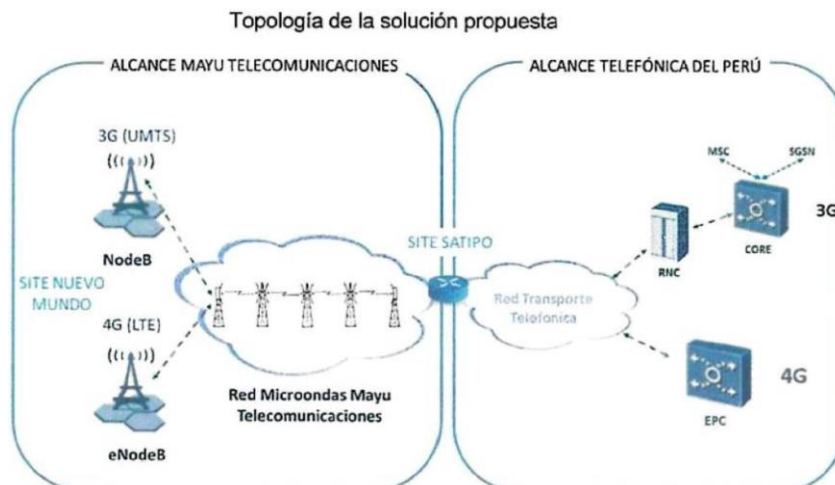 Topología de la solución propuesta
ALCANCE MAYU TELECOMUNICACIONES
ALCANCE TELEFÓNICA DEL PERÚ
3G (UMTS)
NodeB
SITE NUEVO
MUNDO
4G (LTE)
eNodeB
Red Microondas Mayu
Telecomunicaciones
SITE SATIPO
Red Transporte
Telefonica
MSC
SGSN
RNC
CORE
3G
EPC
4G